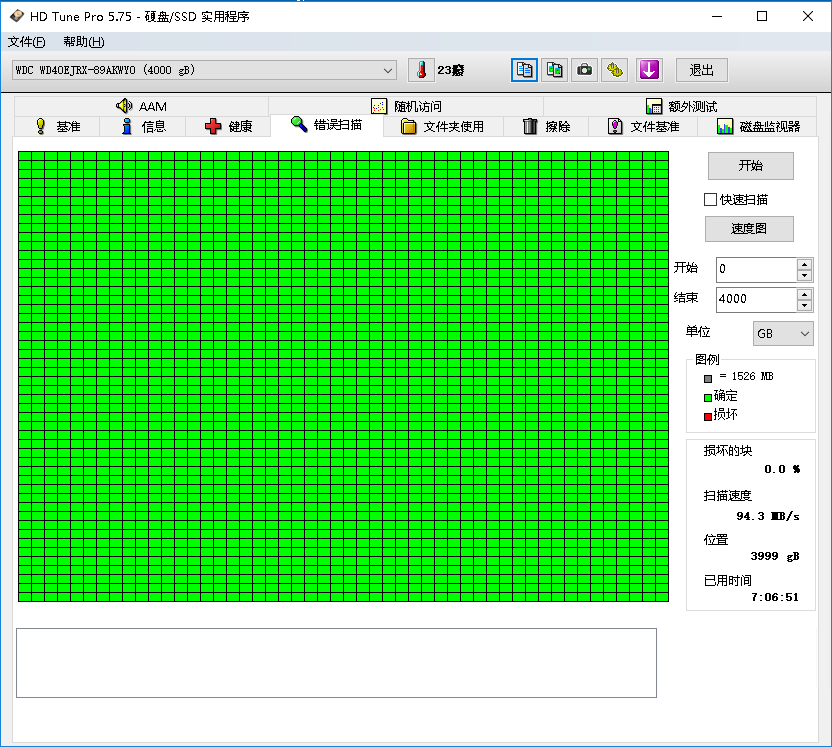 HD Tune Pro 5.75 - 硬盘/SSD 实用程序
文件(F) 帮助(H)
WDC WD40EJRX-89AKWY0 (4000 gB)
23癈
退出
AAM 随机访问 额外测试
基准 信息 健康 错误扫描 文件夹使用 擦除 文件基准 磁盘监视器
开始
快速扫描
速度图
开始 0
结束 4000
单位 GB
图例
= 1526 MB
确定
损坏
损坏的块
0.0 %
扫描速度
94.3 MB/s
位置
3999 gB
已用时间
7:06:51